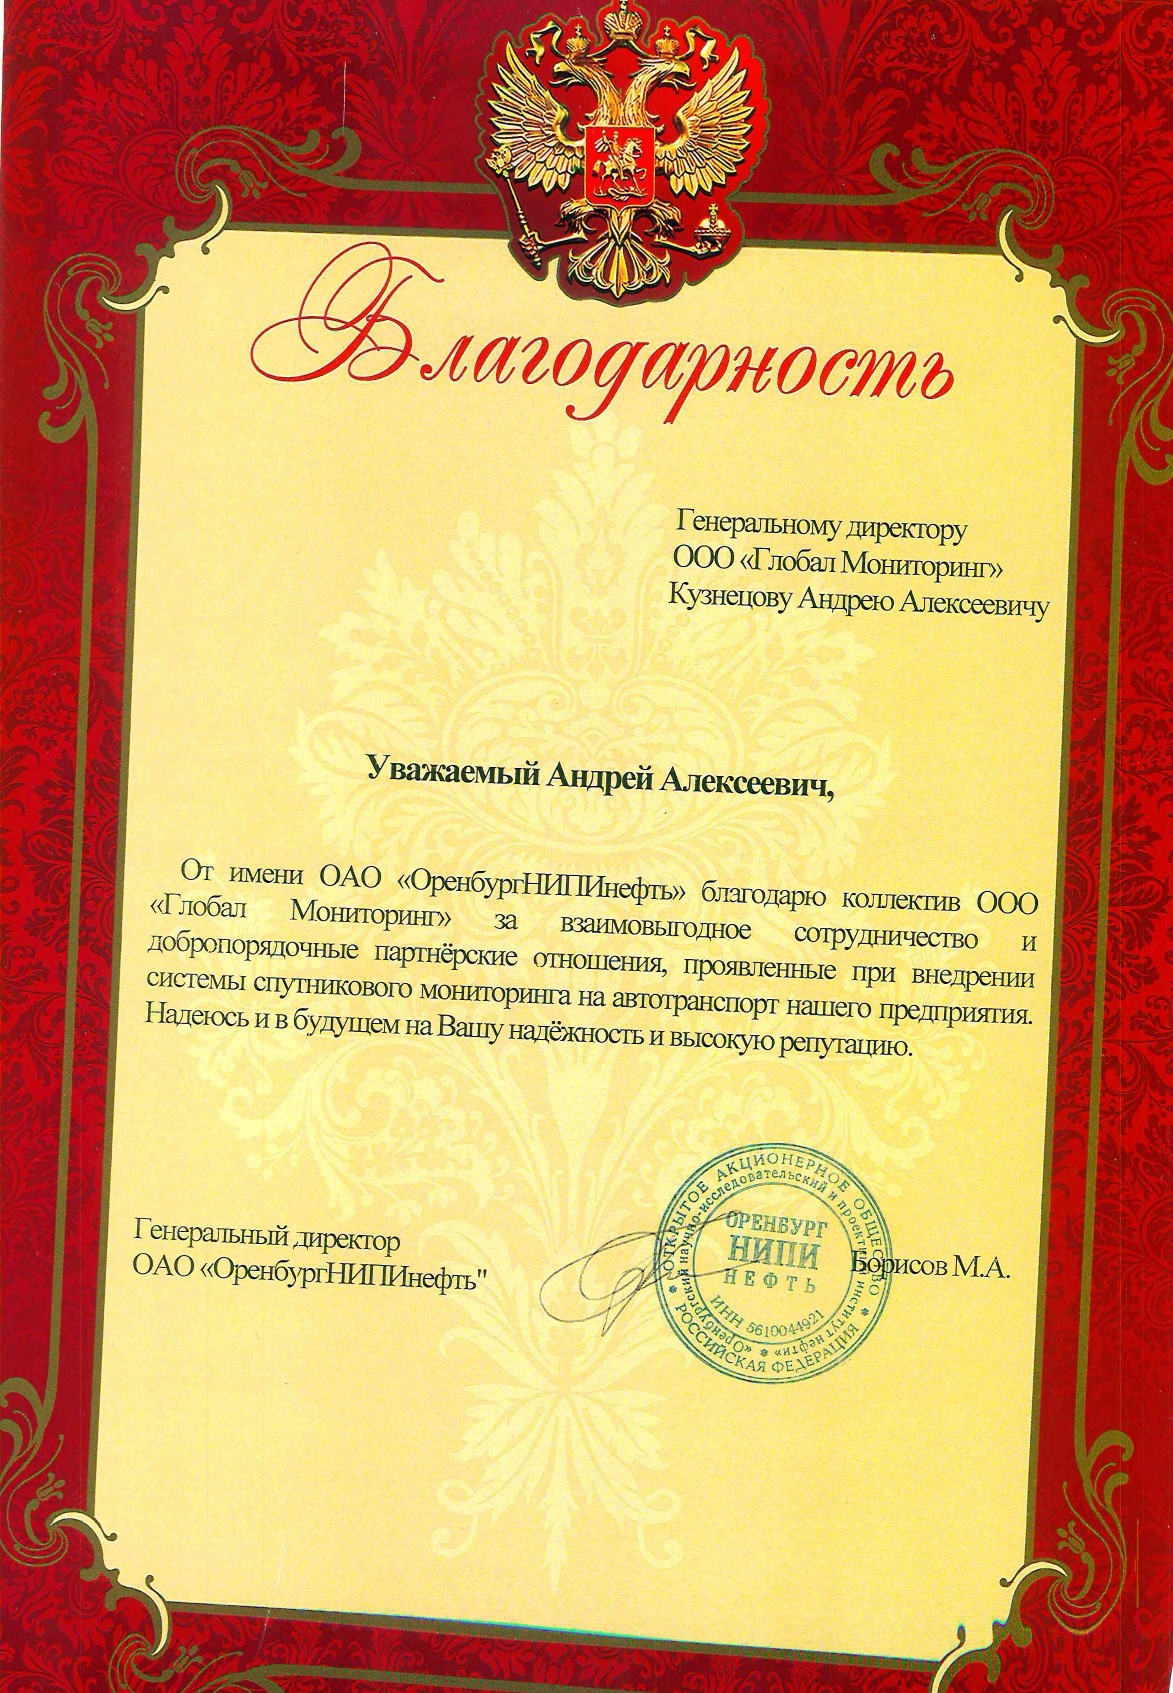 Благодарность
Генеральному директору
ООО «Глобал Мониторинг»
Кузнецову Андрею Алексеевичу
Уважаемый Андрей Алексеевич,
От имени ОАО «ОренбургНИПИнефть» благодарю коллектив ООО
«Глобал Мониторинг» за взаимовыгодное сотрудничество и
добропорядочные партнёрские отношения, проявленные при внедрении
системы спутникового мониторинга на автотранспорт нашего предприятия.
Надеюсь и в будущем на Вашу надёжность и высокую репутацию.
Генеральный директор
ОАО «ОренбургНИПИнефть"
Борисов М.А.
ОТКРЫТОЕ АКЦИОНЕРНОЕ ОБЩЕСТВО
* РОССИЙСКАЯ ФЕДЕРАЦИЯ *
«Оренбургский научно-исследовательский и проектный институт нефти» *
ОРЕНБУРГ
НИПИ
НЕФТЬ
ИНН 5610044921